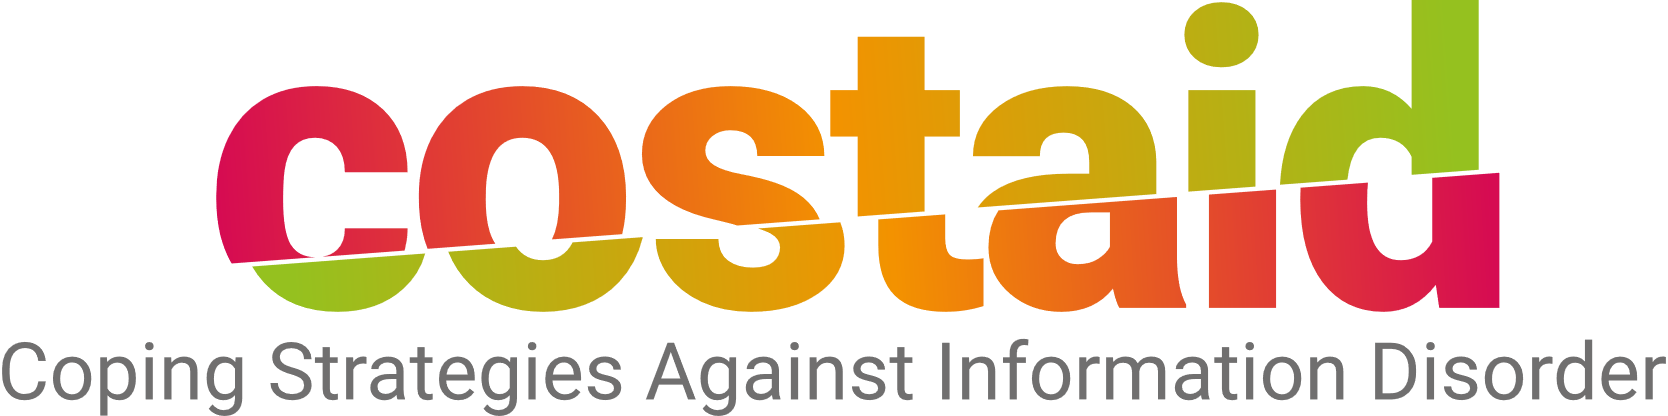 costaid
Coping Strategies Against Information Disorder